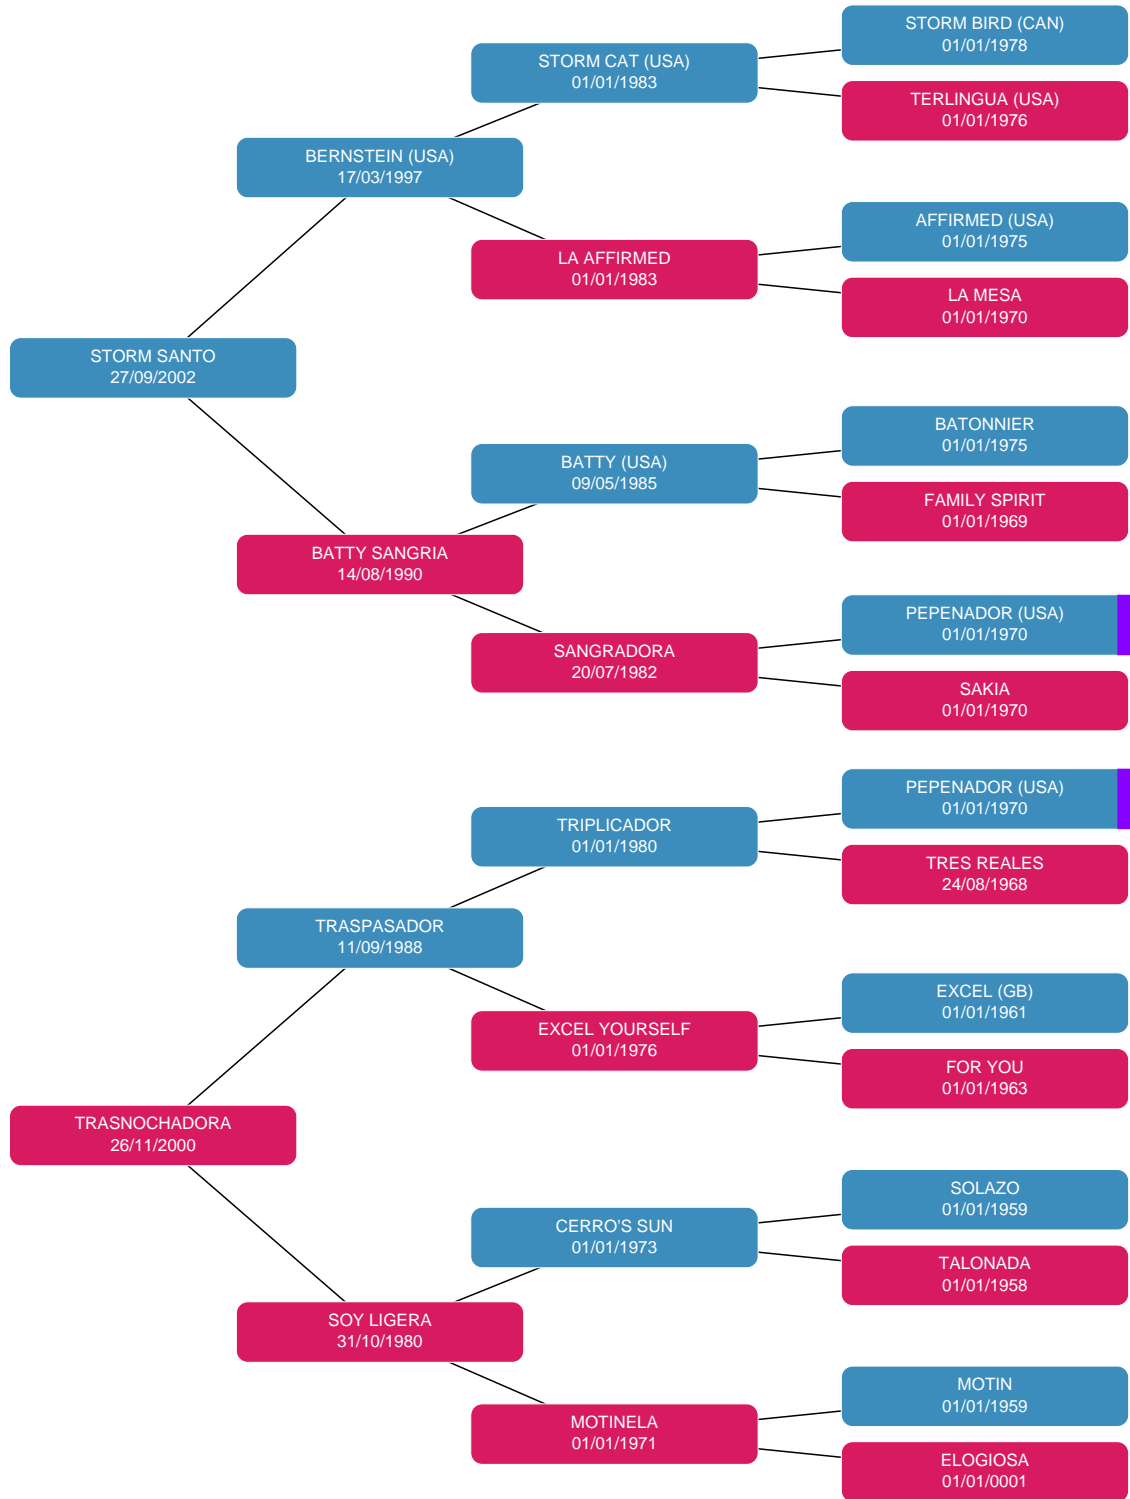 STORM BIRD (CAN)
01/01/1978
STORM CAT (USA)
01/01/1983
TERLINGUA (USA)
01/01/1976
BERNSTEIN (USA)
17/03/1997
AFFIRMED (USA)
01/01/1975
LA AFFIRMED
01/01/1983
LA MESA
01/01/1970
STORM SANTO
27/09/2002
BATONNIER
01/01/1975
BATTY (USA)
09/05/1985
FAMILY SPIRIT
01/01/1969
BATTY SANGRIA
14/08/1990
PEPENADOR (USA)
01/01/1970
SANGRADORA
20/07/1982
SAKIA
01/01/1970
PEPENADOR (USA)
01/01/1970
TRIPLICADOR
01/01/1980
TRES REALES
24/08/1968
TRASPASADOR
11/09/1988
EXCEL (GB)
01/01/1961
EXCEL YOURSELF
01/01/1976
FOR YOU
01/01/1963
TRASNOCHADORA
26/11/2000
SOLAZO
01/01/1959
CERRO'S SUN
01/01/1973
TALONADA
01/01/1958
SOY LIGERA
31/10/1980
MOTIN
01/01/1959
MOTINELA
01/01/1971
ELOGIOSA
01/01/0001